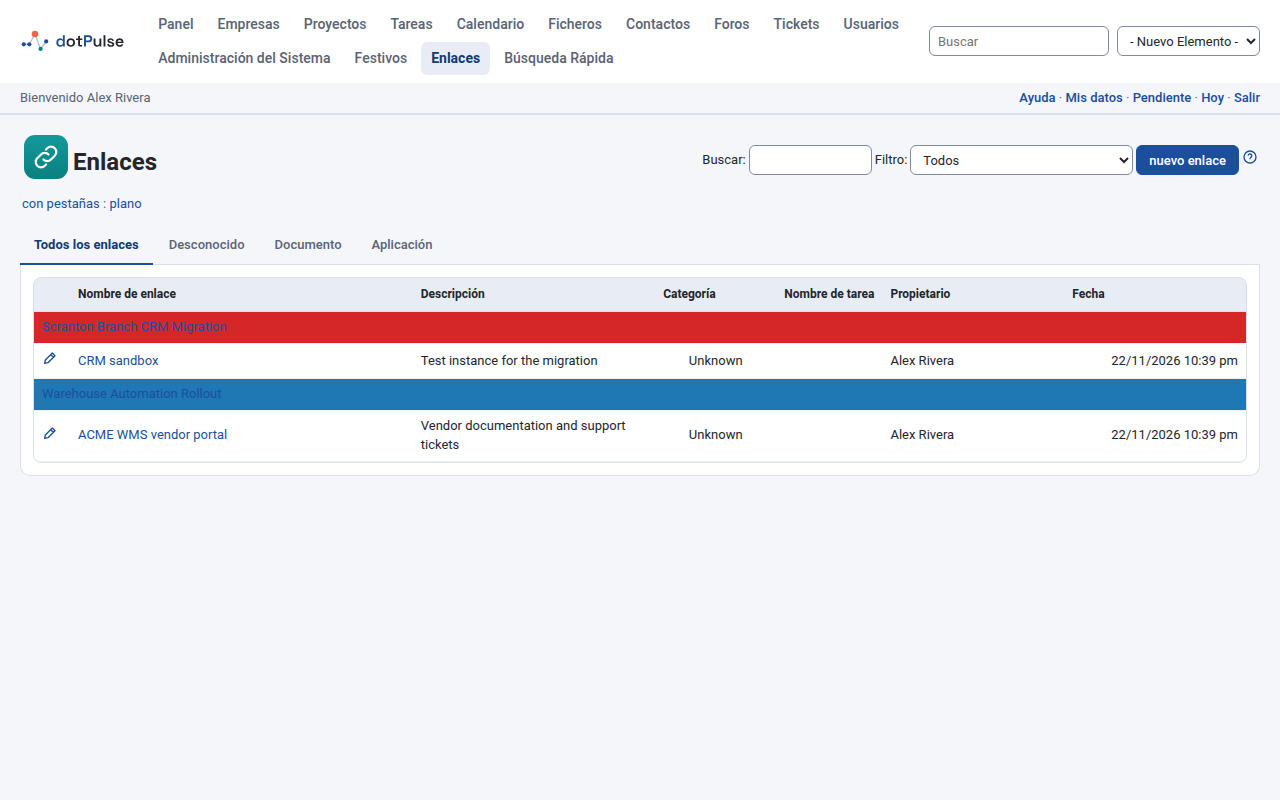 dotPulse
Panel Empresas Proyectos Tareas Calendario Ficheros Contactos Foros Tickets Usuarios
Administración del Sistema Festivos Enlaces Búsqueda Rápida
Buscar - Nuevo Elemento -
Bienvenido Alex Rivera
Ayuda · Mis datos · Pendiente · Hoy · Salir
Enlaces
Buscar: Filtro: Todos nuevo enlace
con pestañas : plano
Todos los enlaces Desconocido Documento Aplicación
Nombre de enlace Descripción Categoría Nombre de tarea Propietario Fecha
Scranton Branch CRM Migration
CRM sandbox Test instance for the migration Unknown Alex Rivera 22/11/2026 10:39 pm
Warehouse Automation Rollout
ACME WMS vendor portal Vendor documentation and support tickets Unknown Alex Rivera 22/11/2026 10:39 pm